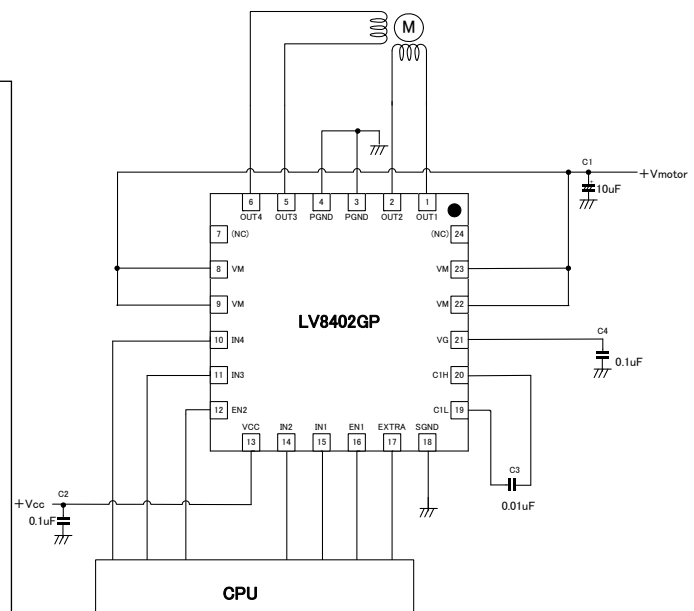 M
C1
+Vmotor
10uF
6 5 4 3 2 1
OUT4 OUT3 PGND PGND OUT2 OUT1
7 (NC) (NC) 24
8 VM VM 23
9 VM VM 22
LV8402GP
10 IN4 VG 21
C4
0.1uF
11 IN3 C1H 20
12 EN2 C1L 19
VCC IN2 IN1 EN1 EXTRA SGND
13 14 15 16 17 18
C3
0.01uF
+Vcc C2
0.1uF
CPU